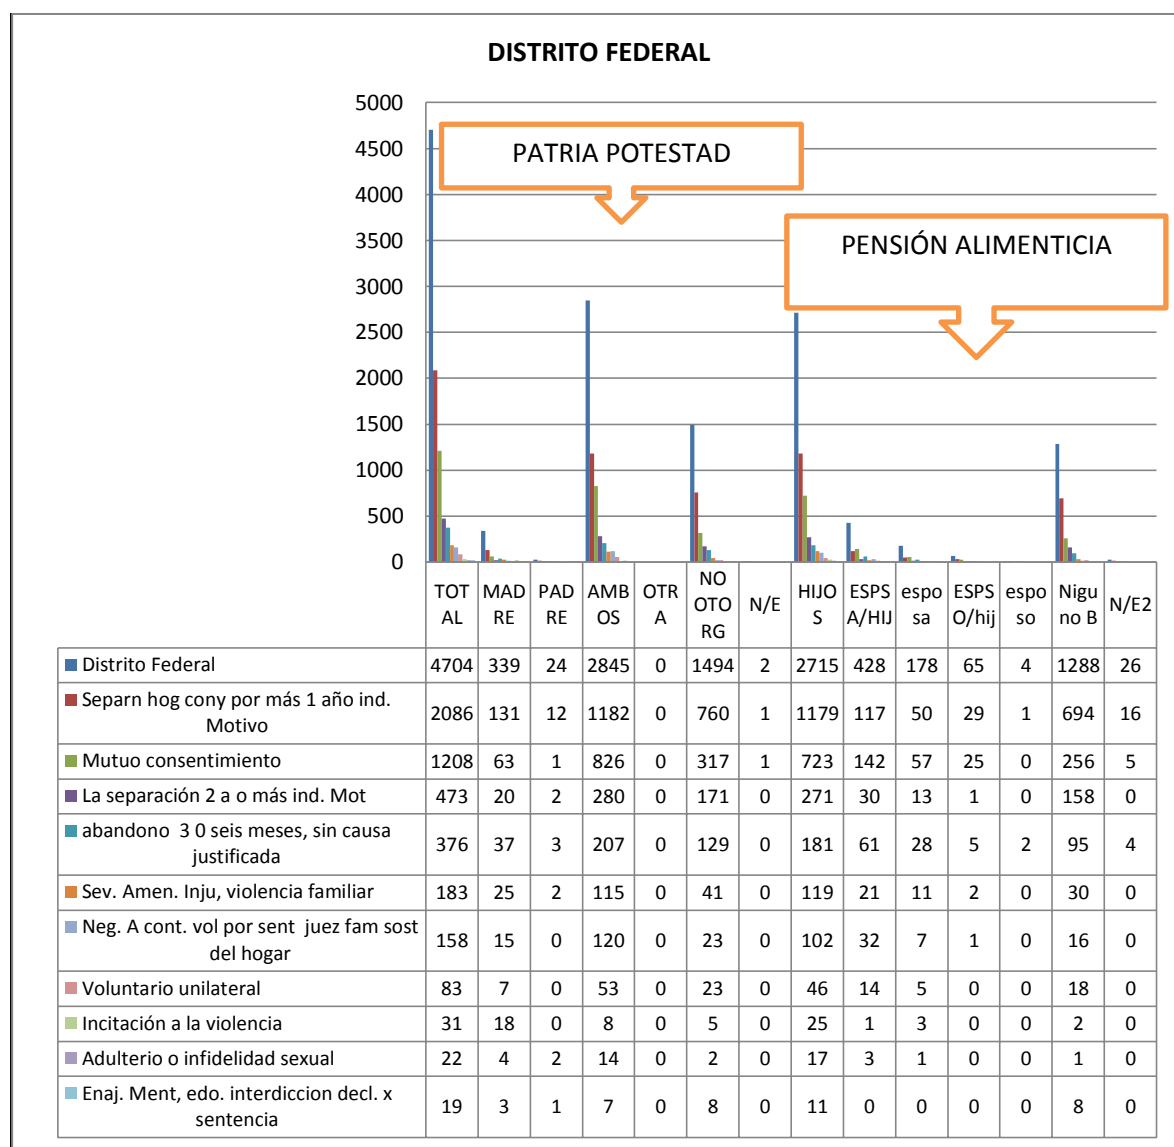 DISTRITO FEDERAL
5000
4500
4000
3500
3000
2500
2000
1500
1000
500
0
PATRIA POTESTAD
PENSIÓN ALIMENTICIA
TOT AL MAD RE PAD RE AMB OS OTR A NO OTO RG N/E HIJO S ESPS A/HIJ espo sa ESPS O/hij espo so Nigu no B N/E2
Distrito Federal 4704 339 24 2845 0 1494 2 2715 428 178 65 4 1288 26
Separn hog cony por más 1 año ind.
Motivo 2086 131 12 1182 0 760 1 1179 117 50 29 1 694 16
Mutuo consentimiento 1208 63 1 826 0 317 1 723 142 57 25 0 256 5
La separación 2 a o más ind. Mot 473 20 2 280 0 171 0 271 30 13 1 0 158 0
abandono 3 0 seis meses, sin causa
justificada 376 37 3 207 0 129 0 181 61 28 5 2 95 4
Sev. Amen. Inju, violencia familiar 183 25 2 115 0 41 0 119 21 11 2 0 30 0
Neg. A cont. vol por sent juez fam sost
del hogar 158 15 0 120 0 23 0 102 32 7 1 0 16 0
Voluntario unilateral 83 7 0 53 0 23 0 46 14 5 0 0 18 0
Incitación a la violencia 31 18 0 8 0 5 0 25 1 3 0 0 2 0
Adulterio o infidelidad sexual 22 4 2 14 0 2 0 17 3 1 0 0 1 0
Enaj. Ment, edo. interdiccion decl. x
sentencia 19 3 1 7 0 8 0 11 0 0 0 0 8 0